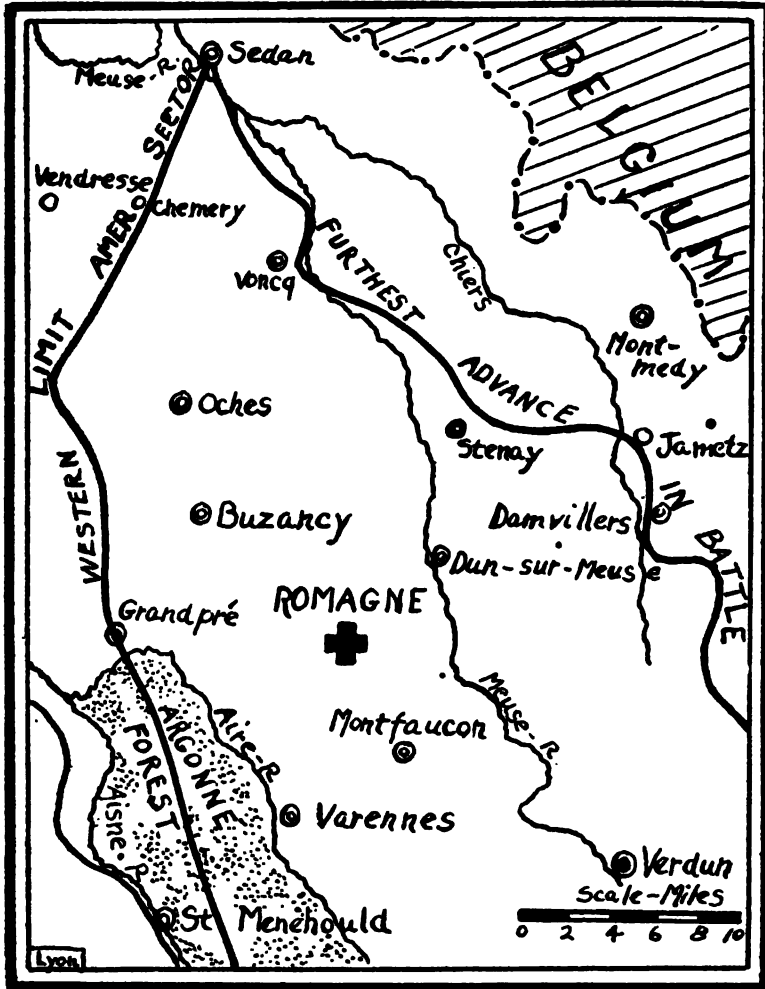 Sedan
Meuse-R.
BELGIUM
Vendresse
Chemery
WESTERN LIMIT AMER SECTOR
Voncq
FURTHEST ADVANCE IN BATTLE
Chiers
Mont-
medy
Oches
Stenay
Jametz
Buzancy
Damvillers
Dun-sur-Meuse
Grandpré
ROMAGNE
Meuse-R
ARGONNE
FOREST
Aire-R
Montfaucon
Aisne-R
Varennes
Verdun
St Menehould
Scale-Miles
0 2 4 6 8 10
Lyon